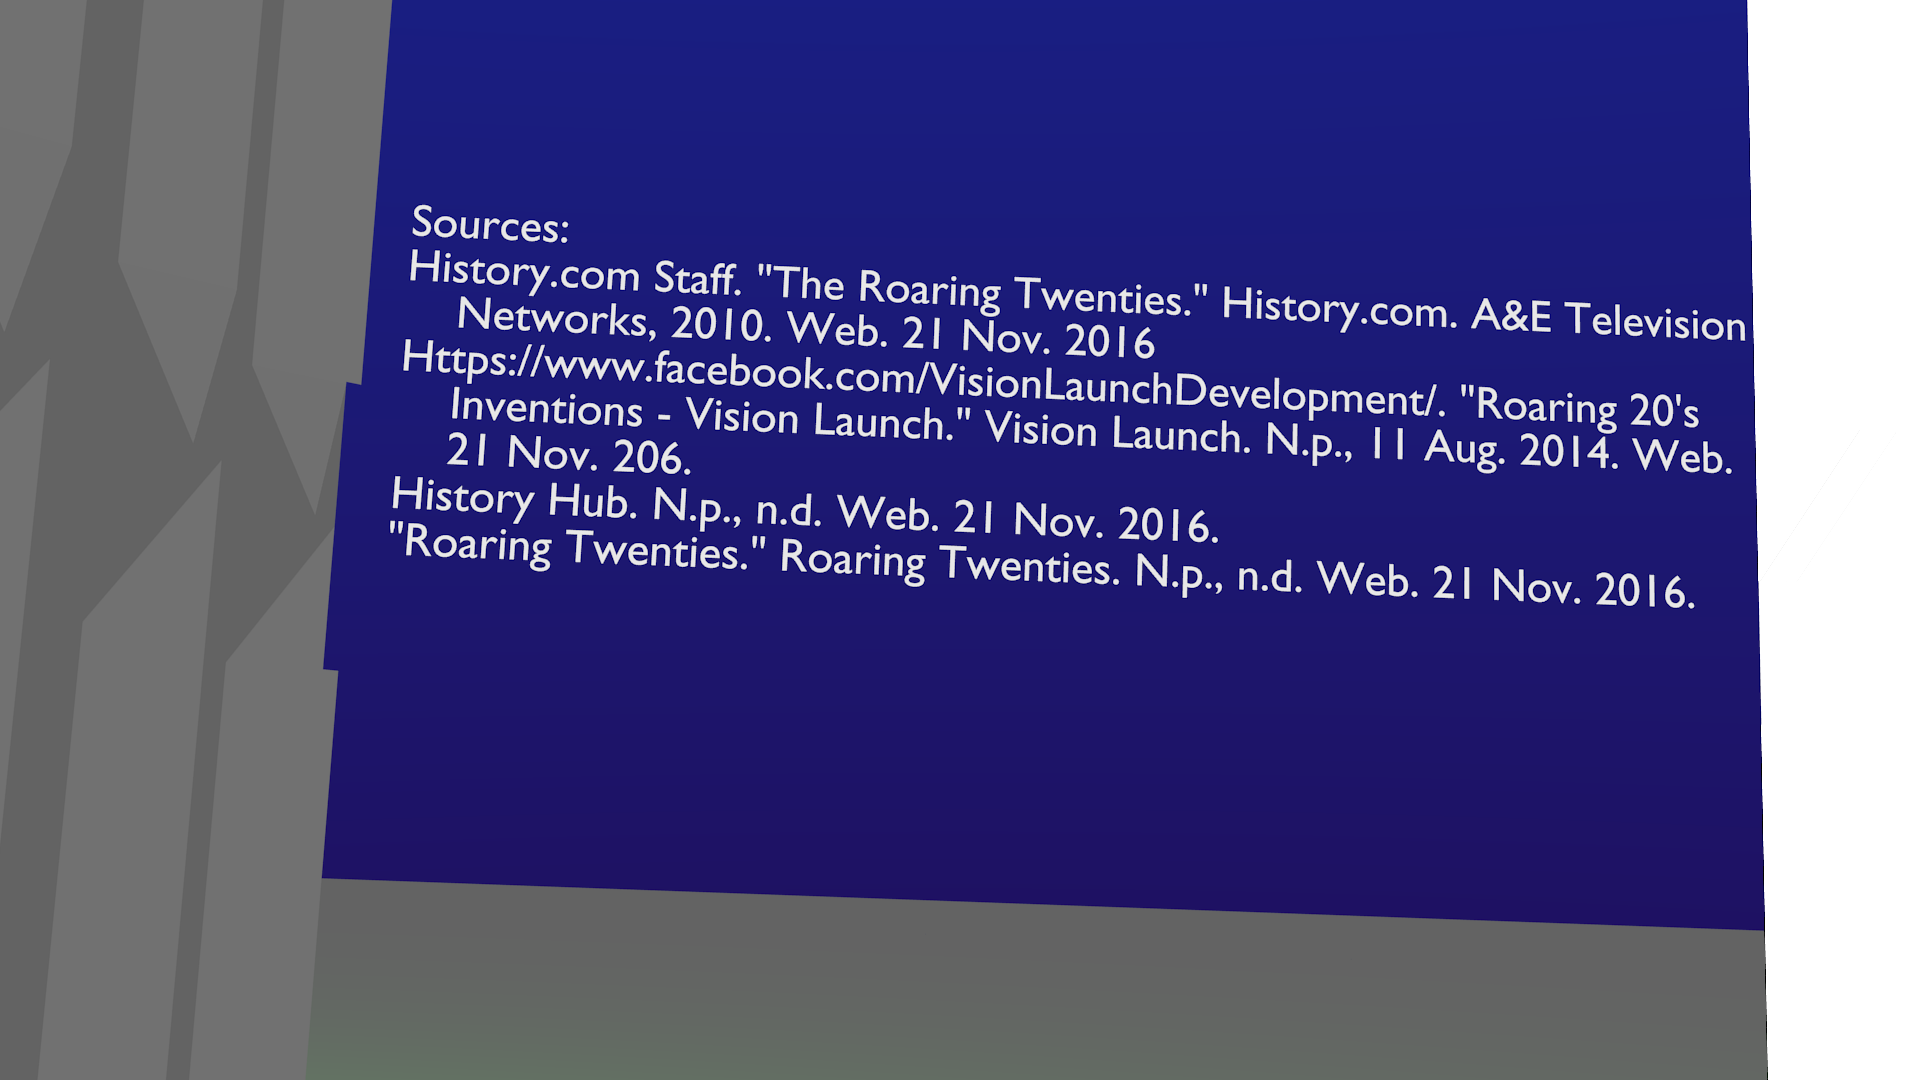 Sources:
History.com Staff. "The Roaring Twenties." History.com. A&E Television
Networks, 2010. Web. 21 Nov. 2016
Https://www.facebook.com/VisionLaunchDevelopment/. "Roaring 20's
Inventions - Vision Launch." Vision Launch. N.p., 11 Aug. 2014. Web.
21 Nov. 206.
History Hub. N.p., n.d. Web. 21 Nov. 2016.
"Roaring Twenties." Roaring Twenties. N.p., n.d. Web. 21 Nov. 2016.